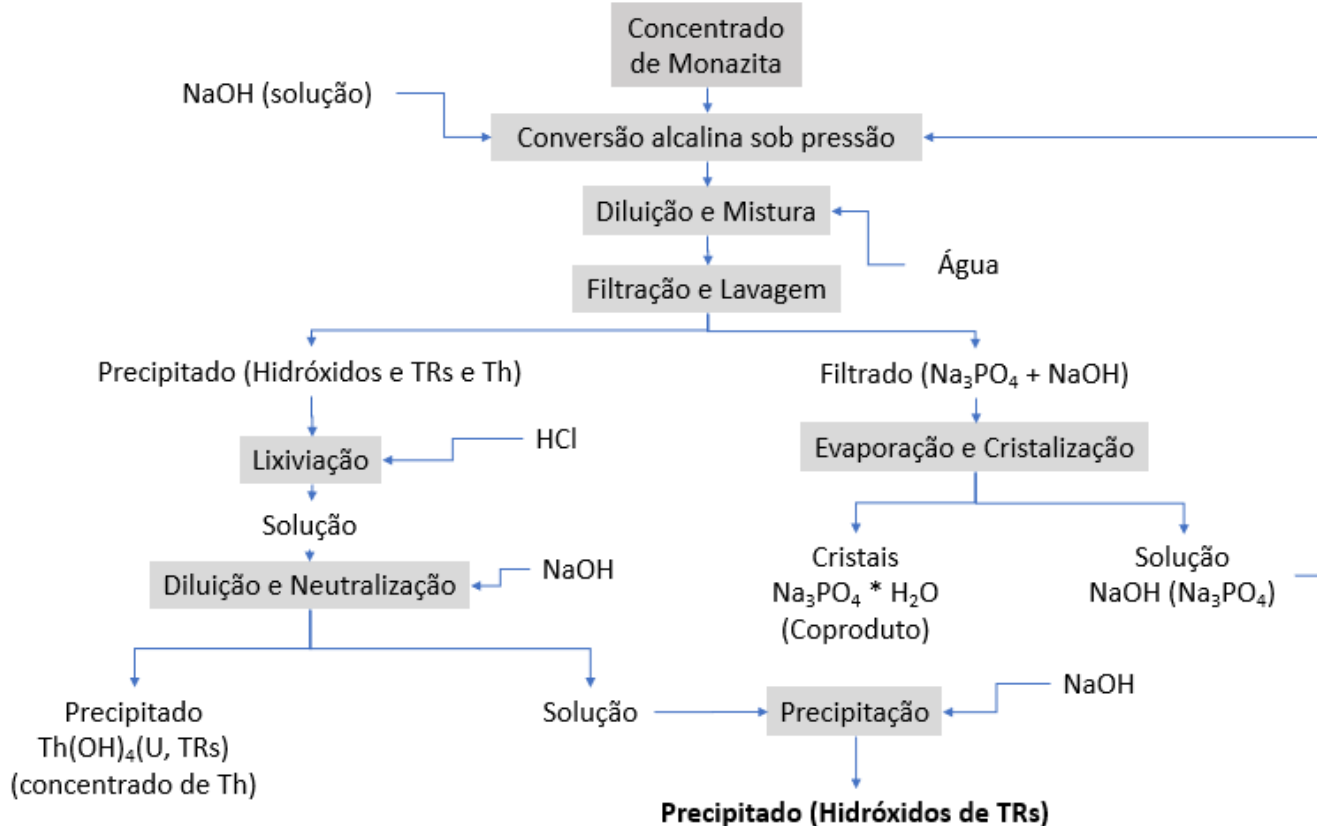 Concentrado
de Monazita
NaOH (solução)
Conversão alcalina sob pressão
Diluição e Mistura
Água
Filtração e Lavagem
Precipitado (Hidróxidos e TRs e Th)
Filtrado (Na₃PO₄ + NaOH)
HCl
Lixiviação
Evaporação e Cristalização
Solução
Diluição e Neutralização
NaOH
Cristais
Na₃PO₄ * H₂O
(Coproduto)
Solução
NaOH (Na₃PO₄)
Precipitado
Th(OH)₄(U, TRs)
(concentrado de Th)
Solução
Precipitação
NaOH
Precipitado (Hidróxidos de TRs)